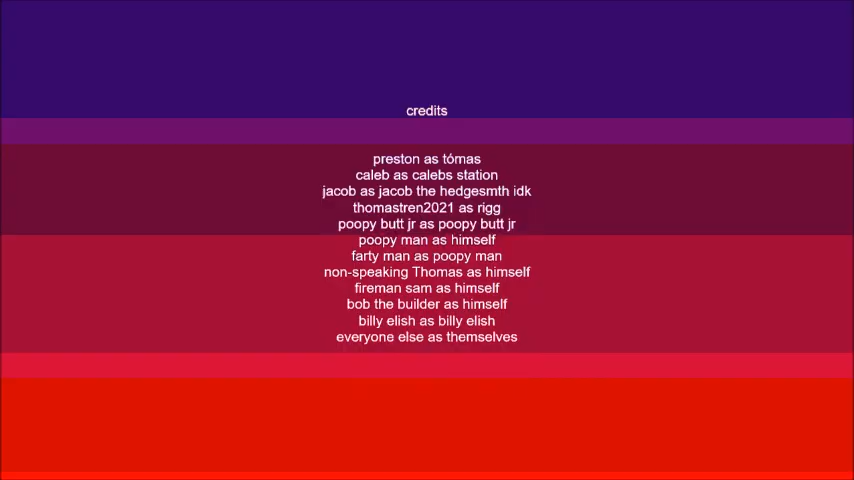 credits
preston as tómas
caleb as calebs station
jacob as jacob the hedgesmth idk
thomastren2021 as rigg
poopy butt jr as poopy butt jr
poopy man as himself
farty man as poopy man
non-speaking Thomas as himself
fireman sam as himself
bob the builder as himself
billy elish as billy elish
everyone else as themselves